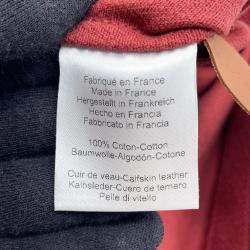 Fabriqué en France
Made in France
Hergestellt in Frankreich
Hecho en Francia
Fabbricato in Francia
100% Coton-Cotton
Baumwolle-Algodón-Cotone
Cuir de veau-Calfskin leather
Kalbsleder-Cuero de ternero
Pelle di vitello